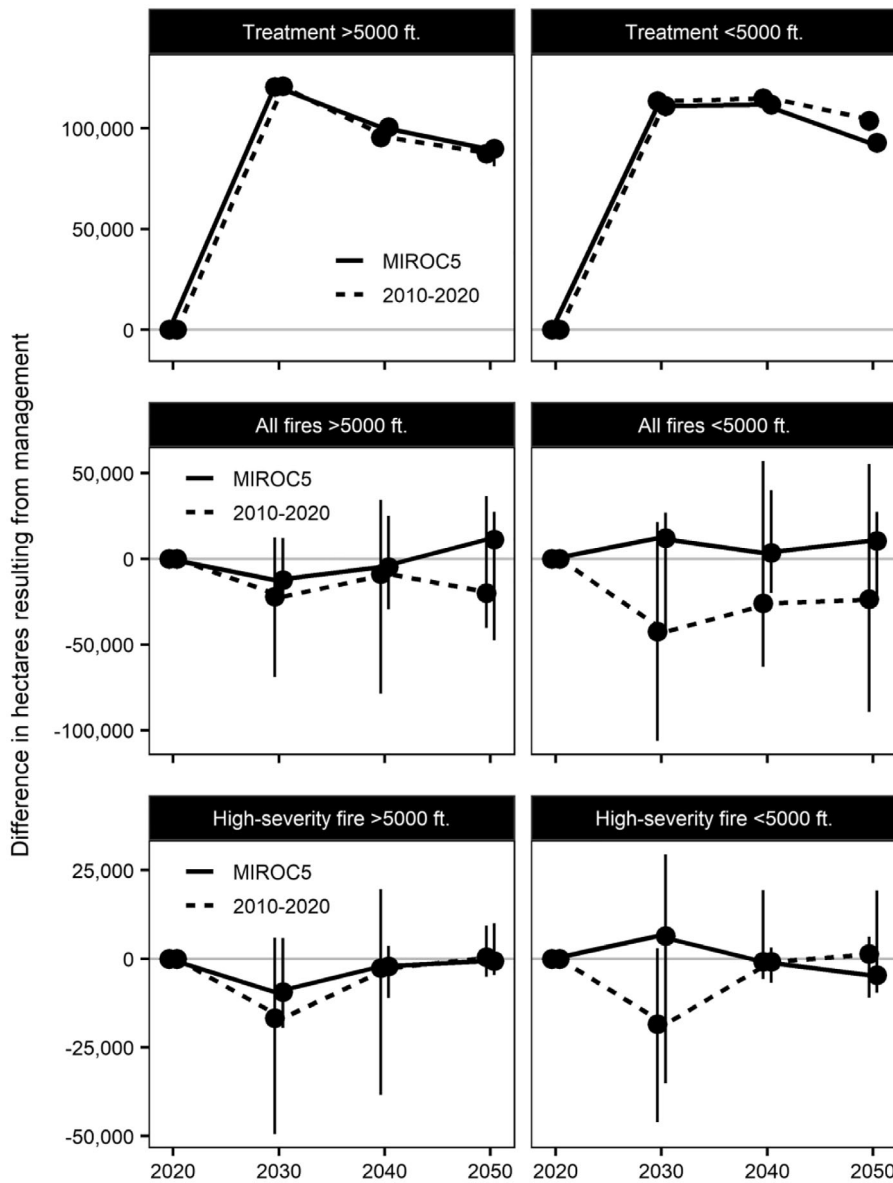 Difference in hectares resulting from management
Treatment >5000 ft.
Treatment <5000 ft.
100,000
50,000
0
MIROC5
2010-2020
All fires >5000 ft.
All fires <5000 ft.
50,000
0
-50,000
-100,000
MIROC5
2010-2020
High-severity fire >5000 ft.
High-severity fire <5000 ft.
25,000
0
-25,000
-50,000
MIROC5
2010-2020
2020 2030 2040 2050
2020 2030 2040 2050